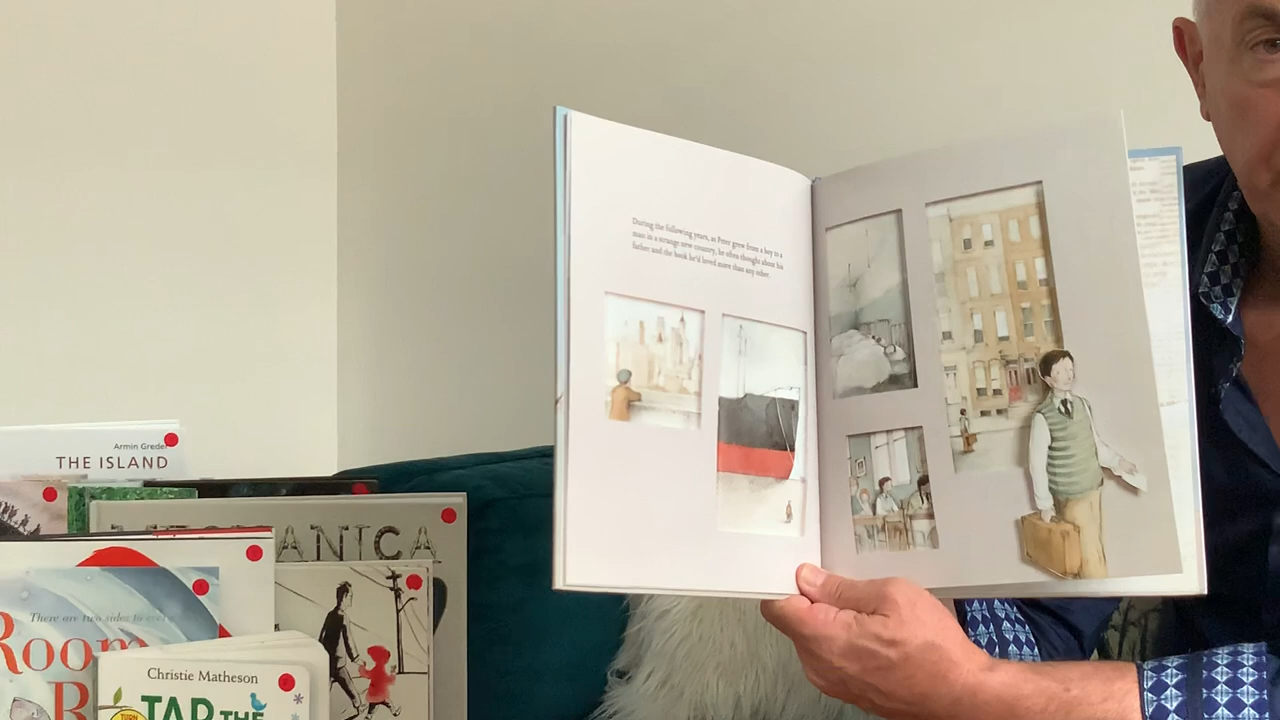 During the following years, as Peter grew from a boy to a
man in a strange new country, he often thought about his
father and the book he'd loved more than any other.
Armin Greder
THE ISLAND
ANICA
There are two sides to
Room
R
Christie Matheson
TAP THE
TURN